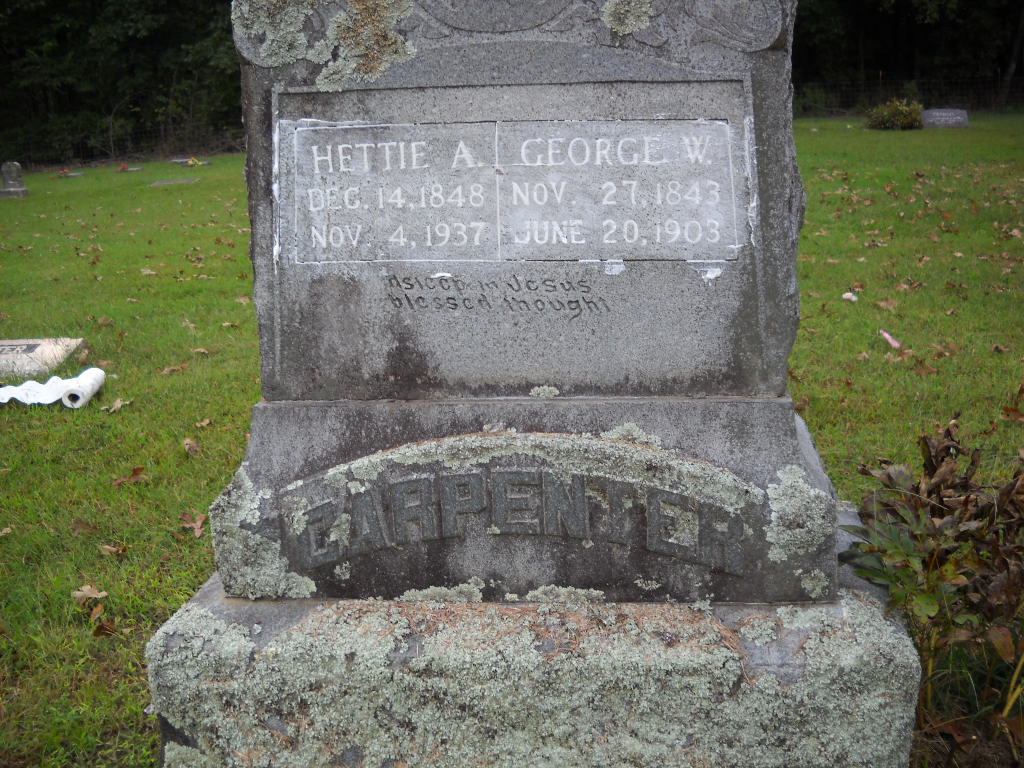 HETTIE A.
DEC. 14, 1848
NOV. 4, 1937
GEORGE W.
NOV. 27, 1843
JUNE 20, 1903
Asleep in Jesus
blessed thought
CARPENTER